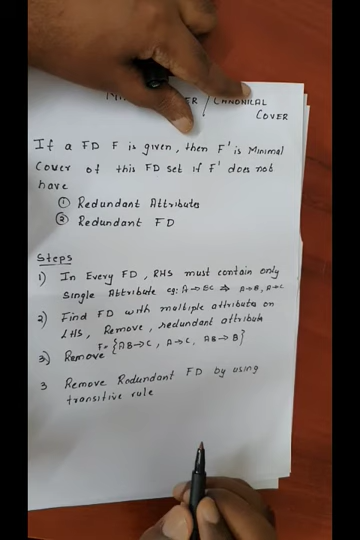 ER / CANONICAL
COVER
If a FD F is given, then F' is Minimal
Cover of this FD set if F' does not
have
① Redundant Attributes
② Redundant FD
Steps
1) In Every FD, RHS must contain only
Single Attribute eg: A→BC ⇒ A→B, A→C
2) Find FD with multiple attributes on
LHS, Remove, redundant attribute
F= {AB→C, A→C, AB→B}
3) Remove
3 Remove Redundant FD by using
transitive rule